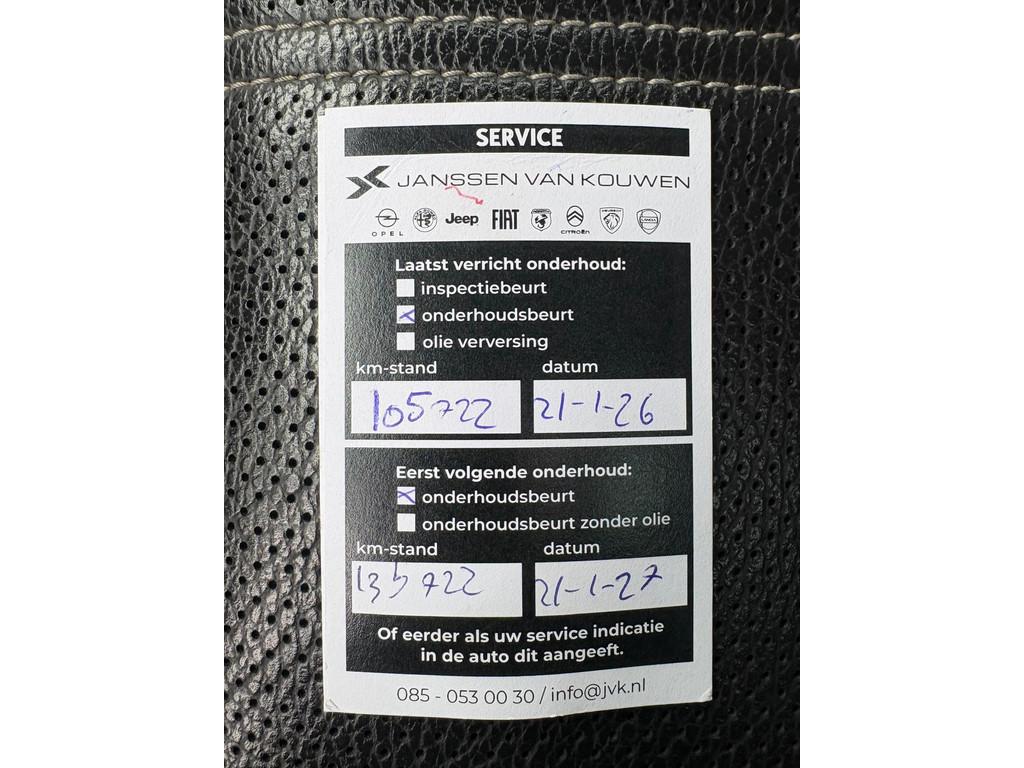 SERVICE
JANSSEN VAN KOUWEN
OPEL Jeep FIAT CITROËN PEUGEOT LANCIA
Laatst verricht onderhoud:
inspectiebeurt
onderhoudsbeurt
olie verversing
km-stand datum
105722 21-1-26
Eerst volgende onderhoud:
onderhoudsbeurt
onderhoudsbeurt zonder olie
km-stand datum
135722 21-1-27
Of eerder als uw service indicatie
in de auto dit aangeeft.
085 - 053 00 30 / info@jvk.nl